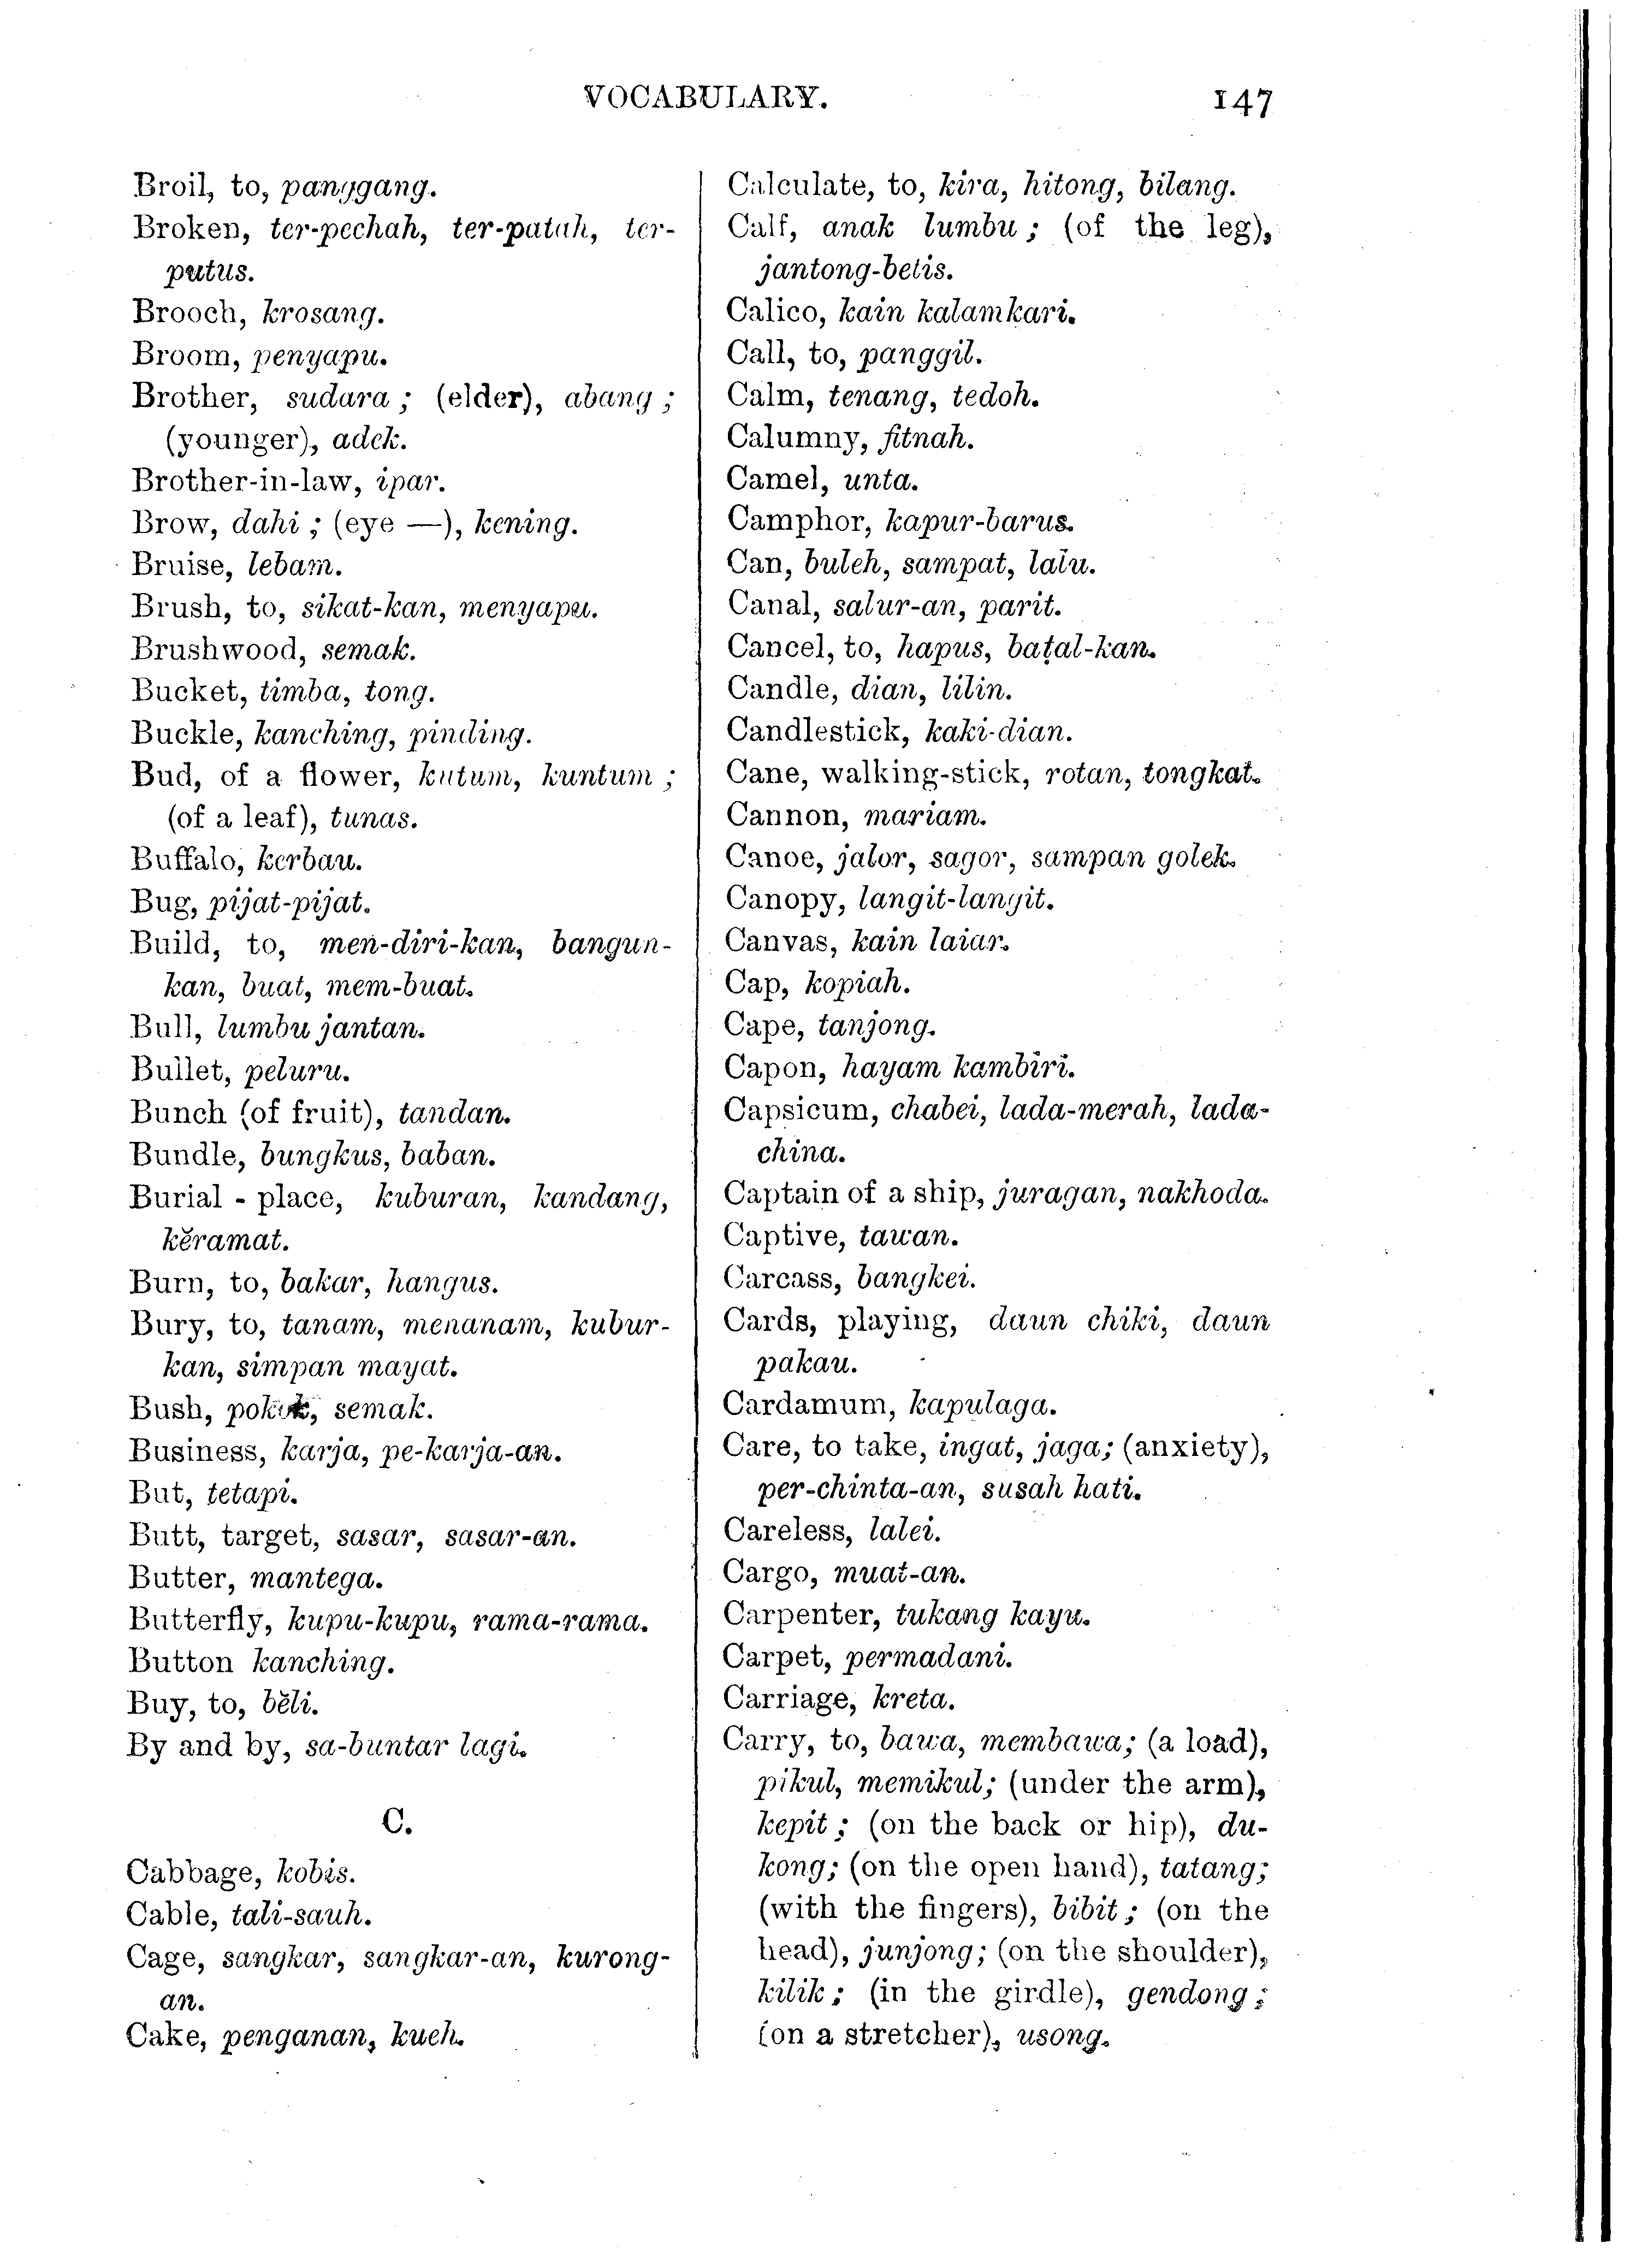 VOCABULARY. 147
Broil, to, panggang.
Broken, ter-pechah, ter-patah, ter-
putus.
Brooch, krosang.
Broom, penyapu.
Brother, sudara ; (elder), abang ;
(younger), adek.
Brother-in-law, ipar.
Brow, dahi ; (eye —), kening.
Bruise, lebam.
Brush, to, sikat-kan, menyapu.
Brushwood, semak.
Bucket, timba, tong.
Buckle, kanching, pinding.
Bud, of a flower, kutum, kuntum ;
(of a leaf), tunas.
Buffalo, kerbau.
Bug, pijat-pijat.
Build, to, men-diri-kan, bangun-
kan, buat, mem-buat.
Bull, lumbu jantan.
Bullet, peluru.
Bunch (of fruit), tandan.
Bundle, bungkus, baban.
Burial - place, kuburan, kandang,
kĕramat.
Burn, to, bakar, hangus.
Bury, to, tanam, menanam, kubur-
kan, simpan mayat.
Bush, pokok, semak.
Business, karja, pe-karja-an.
But, tetapi.
Butt, target, sasar, sasar-an.
Butter, mantega.
Butterfly, kupu-kupu, rama-rama.
Button kanching.
Buy, to, bĕli.
By and by, sa-buntar lagi.
C.
Cabbage, kobis.
Cable, tali-sauh.
Cage, sangkar, sangkar-an, kurong-
an.
Cake, penganan, kueh.
Calculate, to, kira, hitong, bilang.
Calf, anak lumbu ; (of the leg),
jantong-betis.
Calico, kain kalamkari.
Call, to, panggil.
Calm, tenang, tedoh.
Calumny, fitnah.
Camel, unta.
Camphor, kapur-barus.
Can, buleh, sampat, lalu.
Canal, salur-an, parit.
Cancel, to, hapus, baṭal-kan.
Candle, dian, lilin.
Candlestick, kaki-dian.
Cane, walking-stick, rotan, tongkat.
Cannon, mariam.
Canoe, jalor, sagor, sampan golek.
Canopy, langit-langit.
Canvas, kain laiar.
Cap, kopiah.
Cape, tanjong.
Capon, hayam kambiri.
Capsicum, chabei, lada-merah, lada-
china.
Captain of a ship, juragan, nakhoda.
Captive, tawan.
Carcass, bangkei.
Cards, playing, daun chiki, daun
pakau.
Cardamum, kapulaga.
Care, to take, ingat, jaga; (anxiety),
per-chinta-an, susah hati.
Careless, lalei.
Cargo, muat-an.
Carpenter, tukang kayu.
Carpet, permadani.
Carriage, kreta.
Carry, to, bawa, membawa; (a load),
pikul, memikul; (under the arm),
kepit ; (on the back or hip), du-
kong; (on the open hand), tatang;
(with the fingers), bibit ; (on the
head), junjong; (on the shoulder),
kilik ; (in the girdle), gendong ;
(on a stretcher), usong.